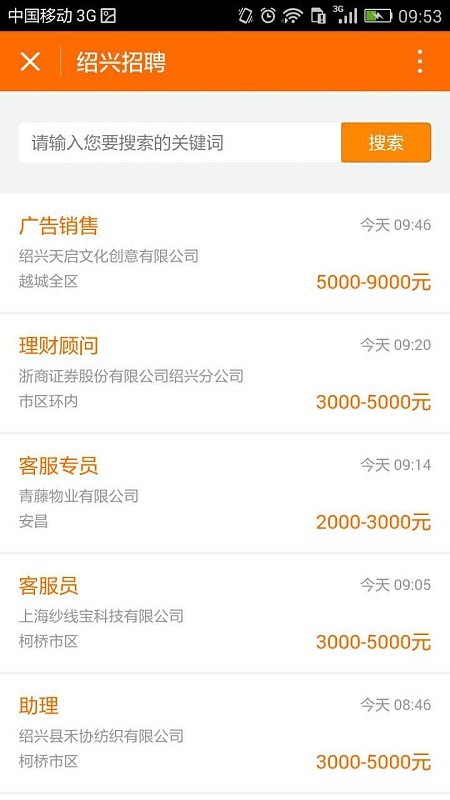 中国移动 3G
3G
09:53
绍兴招聘
请输入您要搜索的关键词
搜索
广告销售
今天 09:46
绍兴天启文化创意有限公司
越城全区
5000-9000元
理财顾问
今天 09:20
浙商证券股份有限公司绍兴分公司
市区环内
3000-5000元
客服专员
今天 09:14
青藤物业有限公司
安昌
2000-3000元
客服员
今天 09:05
上海纱线宝科技有限公司
柯桥市区
3000-5000元
助理
今天 08:46
绍兴县禾协纺织有限公司
柯桥市区
3000-5000元